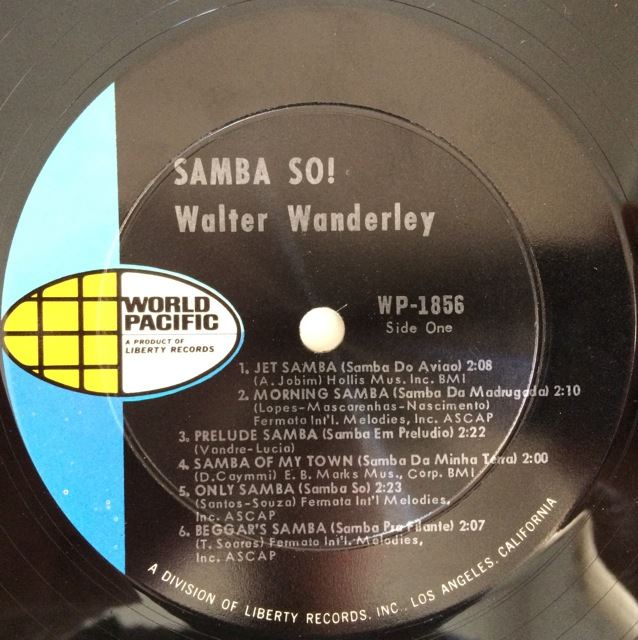 SAMBA SO!
Walter Wanderley
WORLD
PACIFIC
A PRODUCT OF
LIBERTY RECORDS
WP-1856
Side One
1. JET SAMBA (Samba Do Aviao) 2:08
(A. Jobim) Hollis Mus. Inc. BMI
2. MORNING SAMBA (Samba Da Madrugada) 2:10
(Lopes-Mascarenhas-Nascimento)
Fermata Int'l. Melodies, Inc. ASCAP
3. PRELUDE SAMBA (Samba Em Preludio) 2:22
(Vandre-Lucia)
4. SAMBA OF MY TOWN (Samba Da Minha Terra) 2:00
(D. Caymmi) E. B. Marks Mus., Corp. BMI
5. ONLY SAMBA (Samba So) 2:23
(Santos-Souza) Fermata Int'l Melodies,
Inc. ASCAP
6. BEGGAR'S SAMBA (Samba Pra Pilante) 2:07
(T. Soares) Fermata Int'l. Melodies,
Inc. ASCAP
A DIVISION OF LIBERTY RECORDS, INC., LOS ANGELES, CALIFORNIA